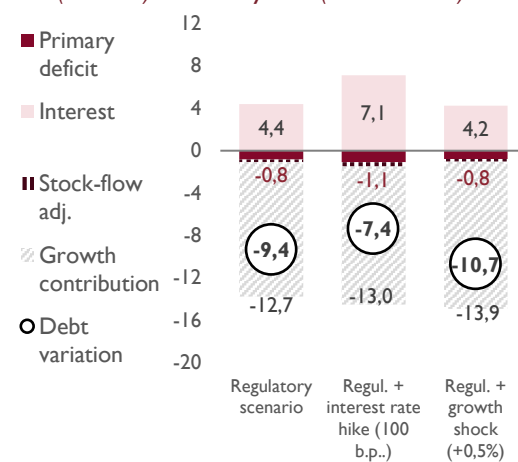 Primary
deficit
Interest
Stock-flow
adj.
Growth
contribution
Debt
variation
12
8
4
0
-4
-8
-12
-16
-20
4,4
7,1
4,2
-0,8
-1,1
-0,8
-9,4
-7,4
-10,7
-12,7
-13,0
-13,9
Regulatory
scenario
Regul. +
interest rate
hike (100
b.p..)
Regul. +
growth
shock
(+0,5%)